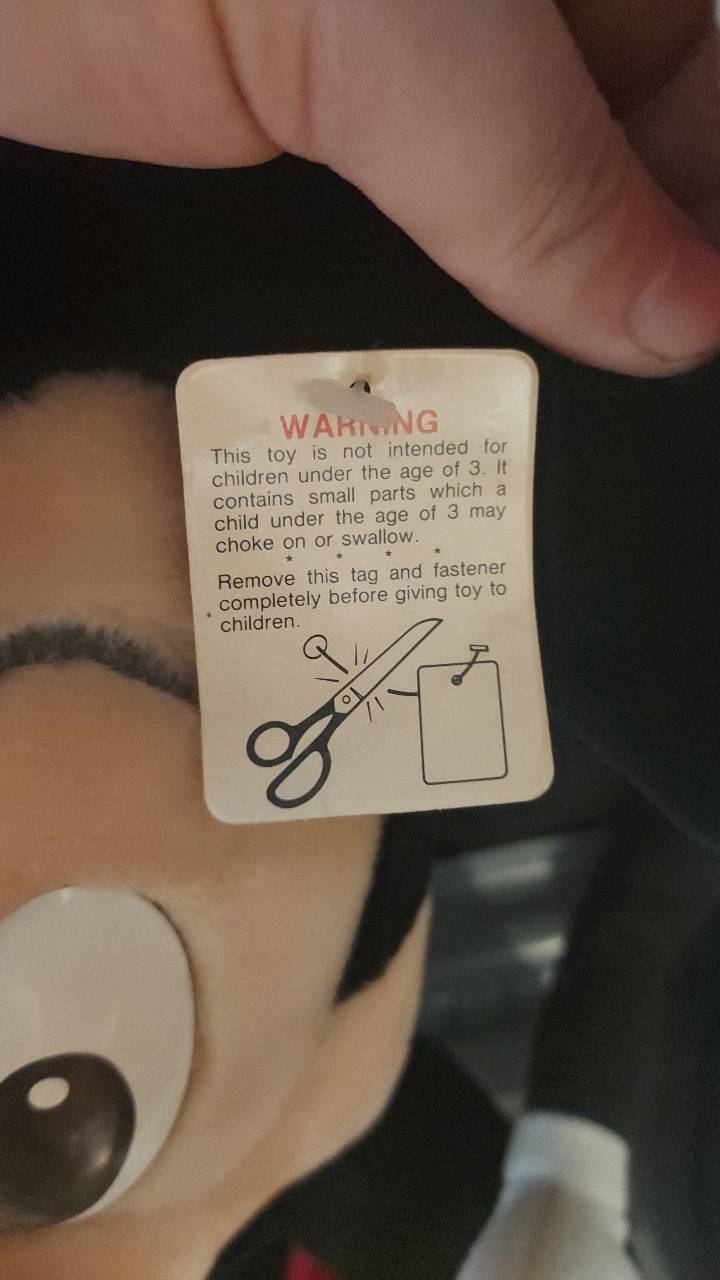 WARNING
This toy is not intended for
children under the age of 3. It
contains small parts which a
child under the age of 3 may
choke on or swallow.
* * * *
Remove this tag and fastener
completely before giving toy to
children.